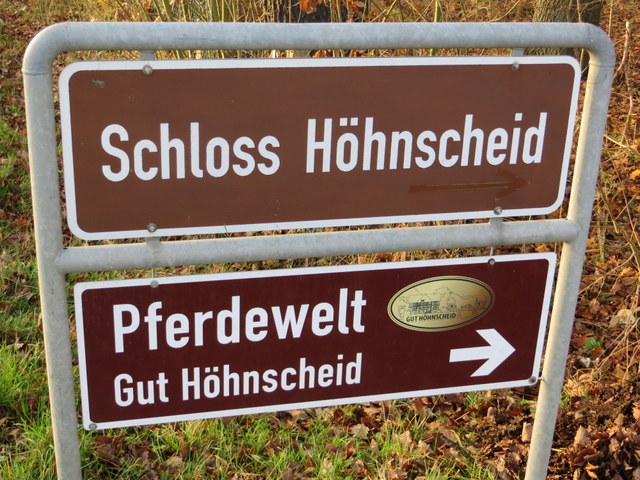 Schloss Höhnscheid
Pferdewelt
GUT HÖHNSCHEID
Gut Höhnscheid